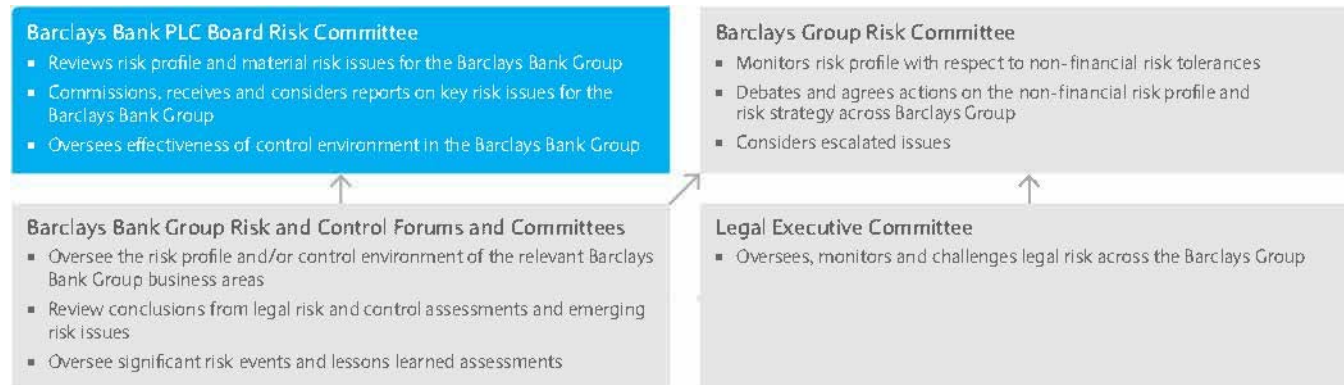 Barclays Bank PLC Board Risk Committee
▪ Reviews risk profile and material risk issues for the Barclays Bank Group
▪ Commissions, receives and considers reports on key risk issues for the
Barclays Bank Group
▪ Oversees effectiveness of control environment in the Barclays Bank Group
Barclays Group Risk Committee
▪ Monitors risk profile with respect to non-financial risk tolerances
▪ Debates and agrees actions on the non-financial risk profile and
risk strategy across Barclays Group
▪ Considers escalated issues
Barclays Bank Group Risk and Control Forums and Committees
▪ Oversee the risk profile and/or control environment of the relevant Barclays
Bank Group business areas
▪ Review conclusions from legal risk and control assessments and emerging
risk issues
▪ Oversee significant risk events and lessons learned assessments
Legal Executive Committee
▪ Oversees, monitors and challenges legal risk across the Barclays Group